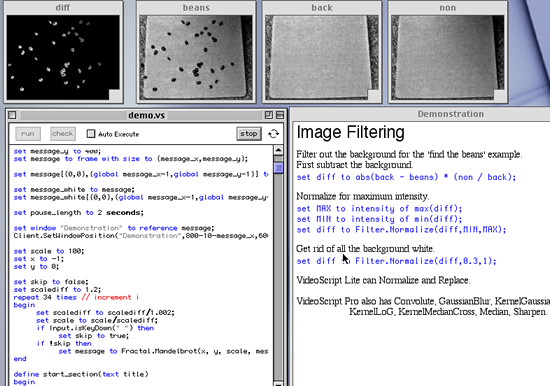 diff
beans
back
non
demo.vs
run
check
Auto Execute
stop
set message_y to 400;
set message to frame with size to (message_x,message_y);
set message[(0,0),(global message_x-1,global message_y-1)] t
set message_white to message;
set message_white[(0,0),(global message_x-1,global message_y-
set pause_length to 2 seconds;
set window "Demonstration" to reference message;
Client.SetWindowPosition("Demonstration",800-10-message_x,60
set scale to 100;
set x to -1;
set y to 0;
set skip to false;
set scaledif to 1.2;
repeat 34 times // increment i
begin
set scaledif to scaledif/1.002;
set scale to scale/scaledif;
if Input.isKeyDown(" ") then
set skip to true;
if !skip then
set message to Fractal.Mandelbrot(x, y, scale, mes
end
define start_section(text title)
begin
Demonstration
Image Filtering
Filter out the background for the 'find the beans' example.
First subtract the background.
set diff to abs(back - beans) * (non / back);
Normalize for maximum intensity.
set MAX to intensity of max(diff);
set MIN to intensity of min(diff);
set diff to Filter.Normalize(diff,MIN,MAX);
Get rid of all the background white.
set diff to Filter.Normalize(diff,0.3,1);
VideoScript Lite can Normalize and Replace.
VideoScript Pro also has Convolute, GaussianBlur, KernelGaussia
KernelLoG, KernelMedianCross, Median, Sharpen